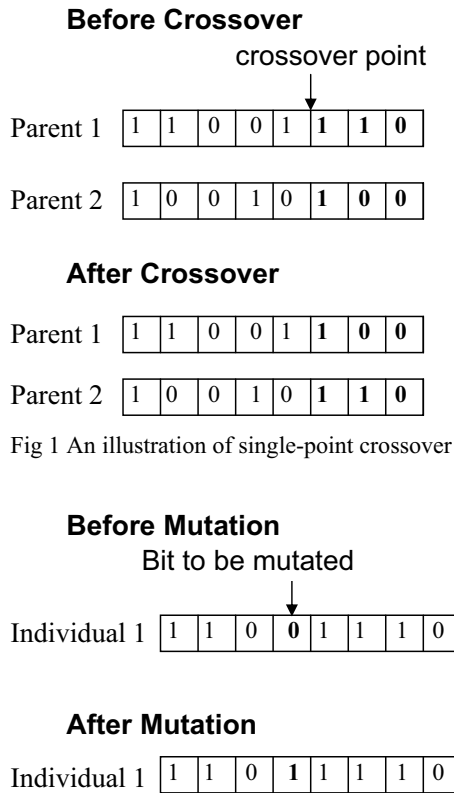 Before Crossover
crossover point
Parent 1 1 1 0 0 1 1 1 0
Parent 2 1 0 0 1 0 1 0 0
After Crossover
Parent 1 1 1 0 0 1 1 0 0
Parent 2 1 0 0 1 0 1 1 0
Fig 1 An illustration of single-point crossover
Before Mutation
Bit to be mutated
Individual 1 1 1 0 0 1 1 1 0
After Mutation
Individual 1 1 1 0 1 1 1 1 0